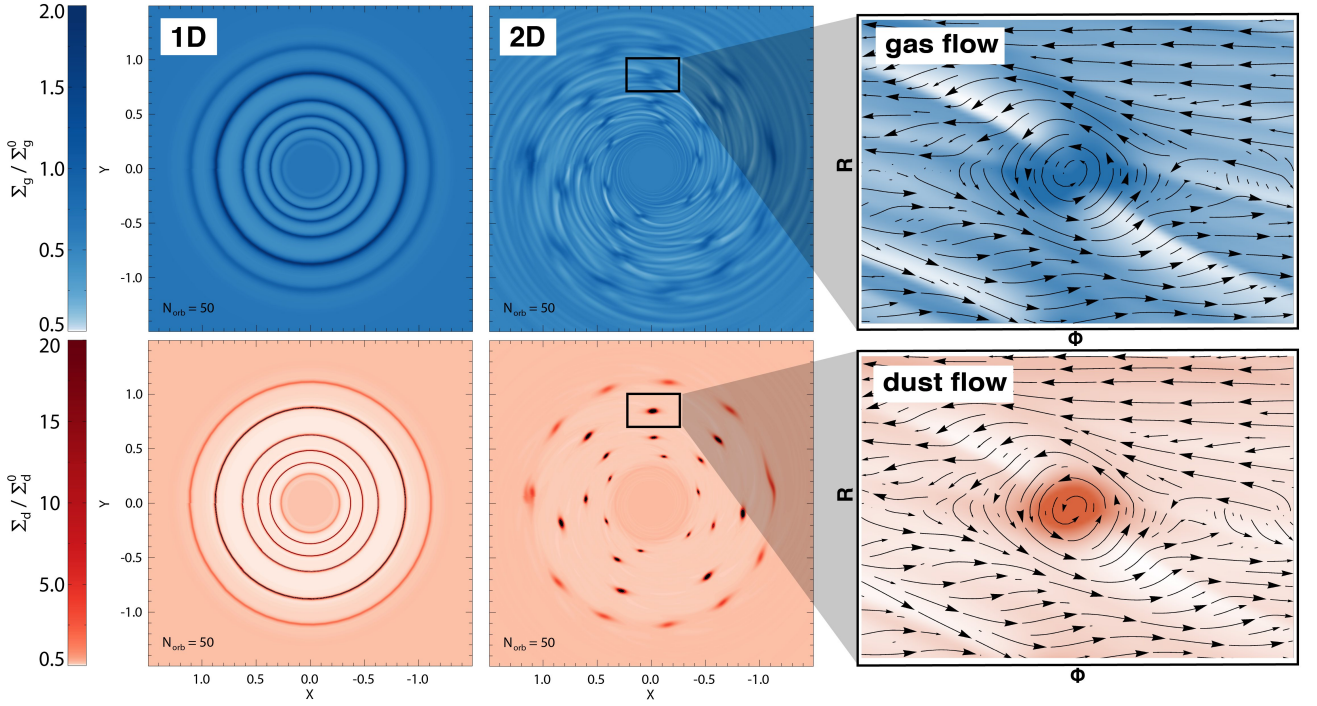 2.0
1.5
1.0
0.5
0.5
Σg / Σg⁰
1D
1.0
0.5
0.0
-0.5
-1.0
Y
Norb = 50
2D
Norb = 50
gas flow
R
Φ
20
15
10
5.0
0.5
Σd / Σd⁰
1.0
0.5
0.0
-0.5
-1.0
Y
Norb = 50
1.0 0.5 0.0 -0.5 -1.0
X
Norb = 50
1.0 0.5 0.0 -0.5 -1.0
X
dust flow
R
Φ